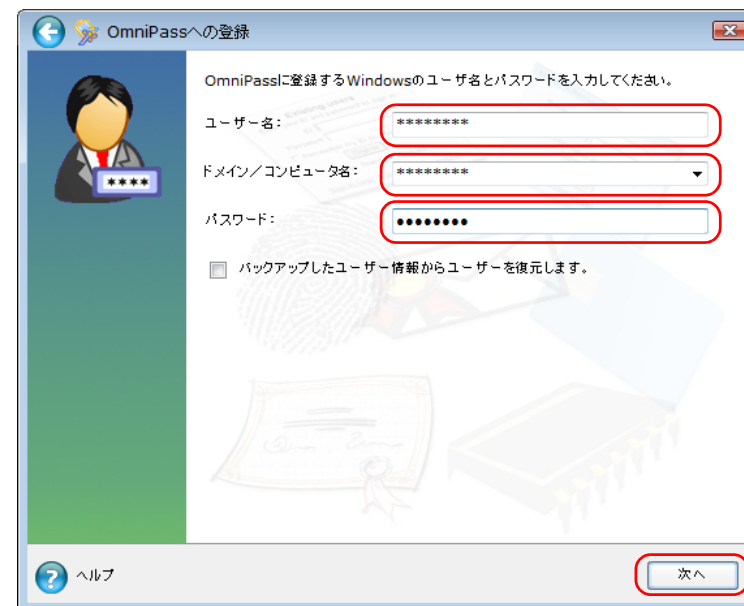 OmniPassへの登録
OmniPassに登録するWindowsのユーザ名とパスワードを入力してください。
ユーザー名: ********
ドメイン／コンピュータ名: ********
パスワード: ●●●●●●●●
****
バックアップしたユーザー情報からユーザーを復元します。
? ヘルプ
次へ